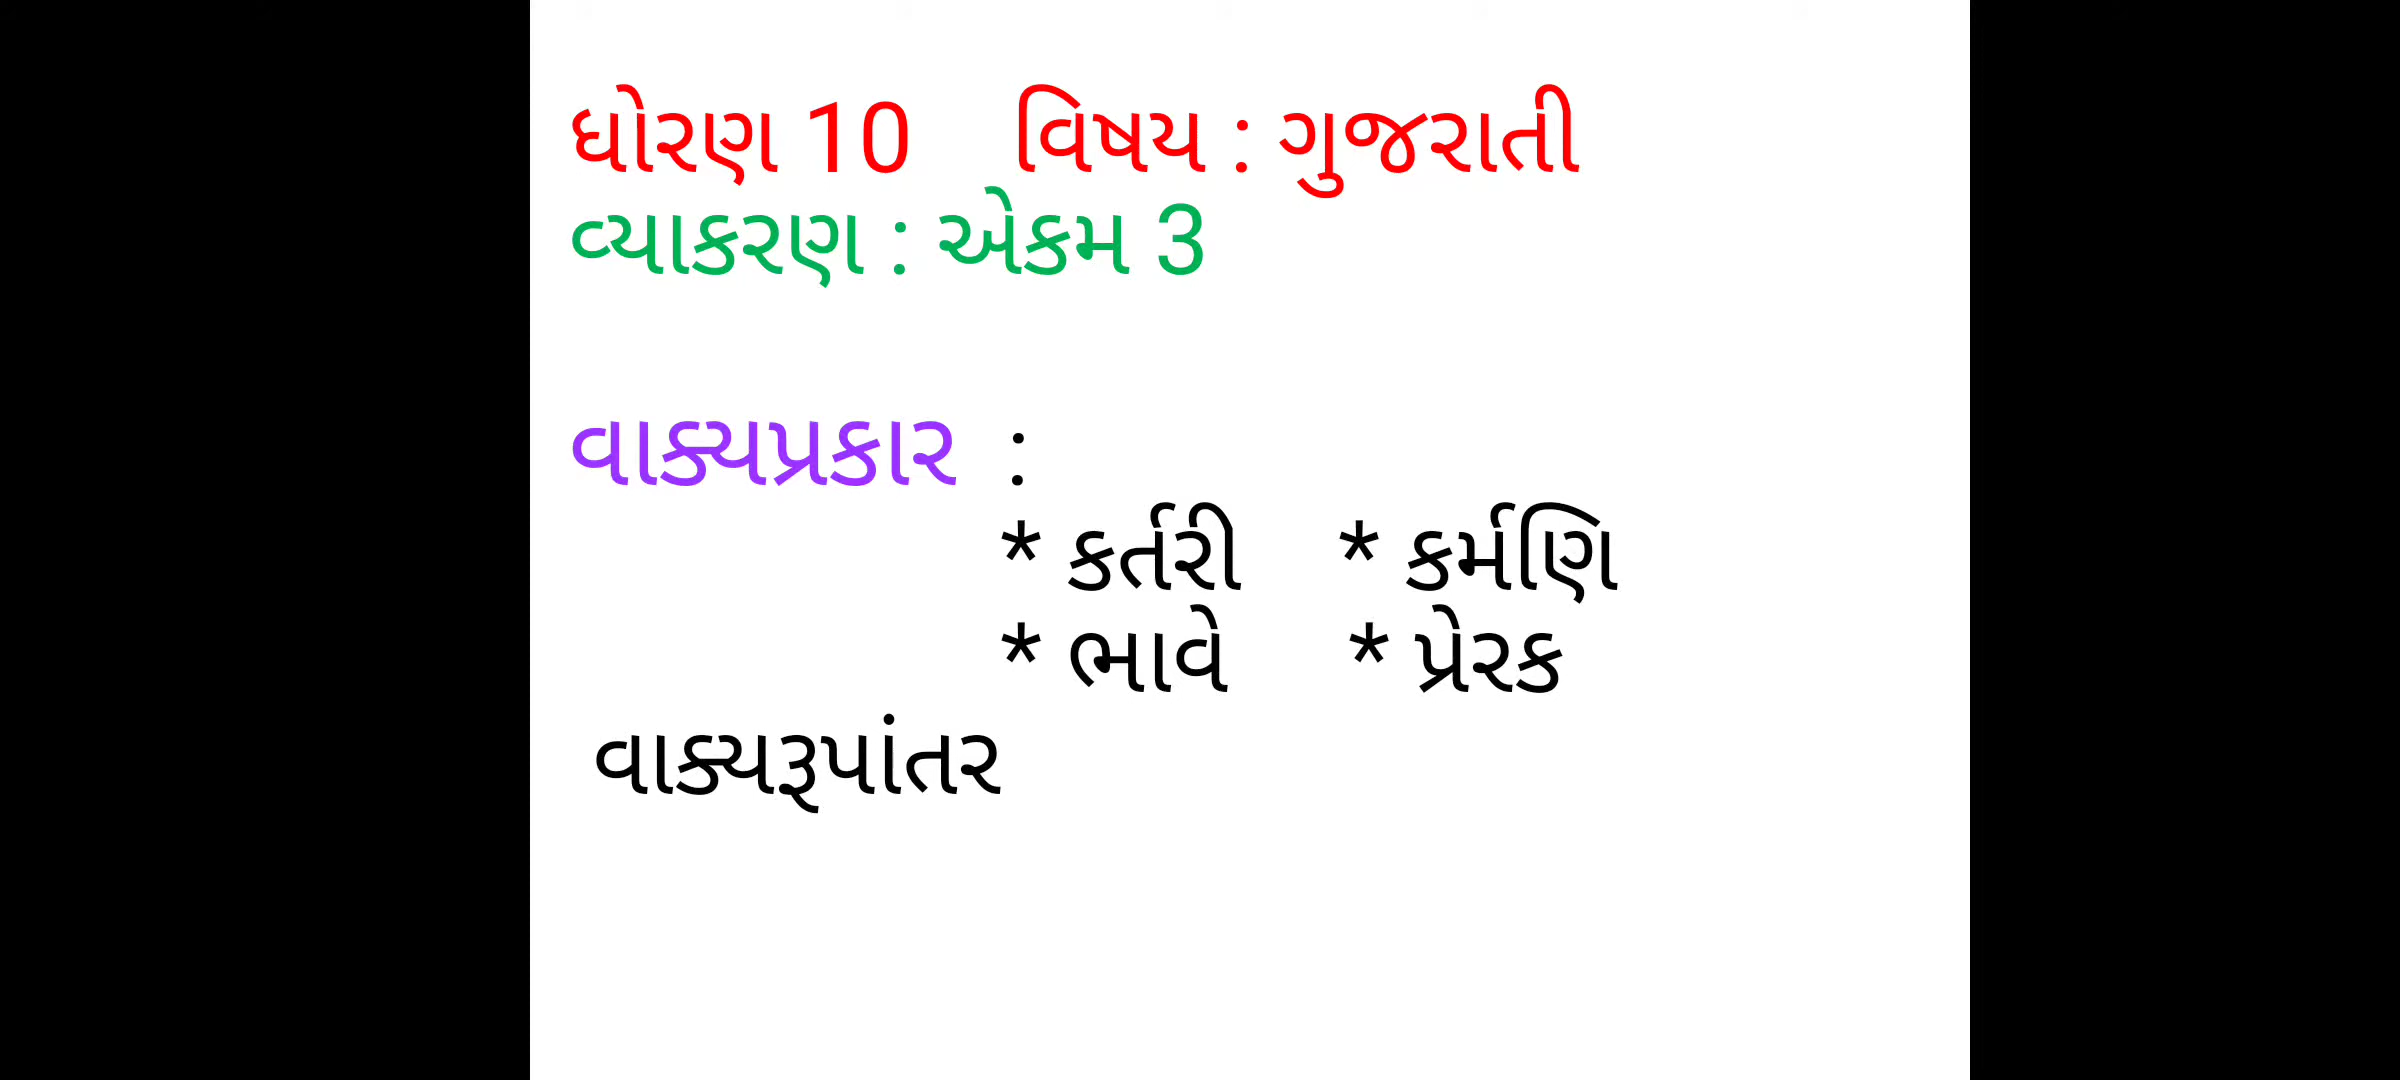 ધોરણ 10 વિષય : ગુજરાતી
વ્યાકરણ : એકમ 3
વાક્યપ્રકાર :
* કર્તરી * કર્મણિ
* ભાવે * પ્રેરક
વાક્યરૂપાંતર